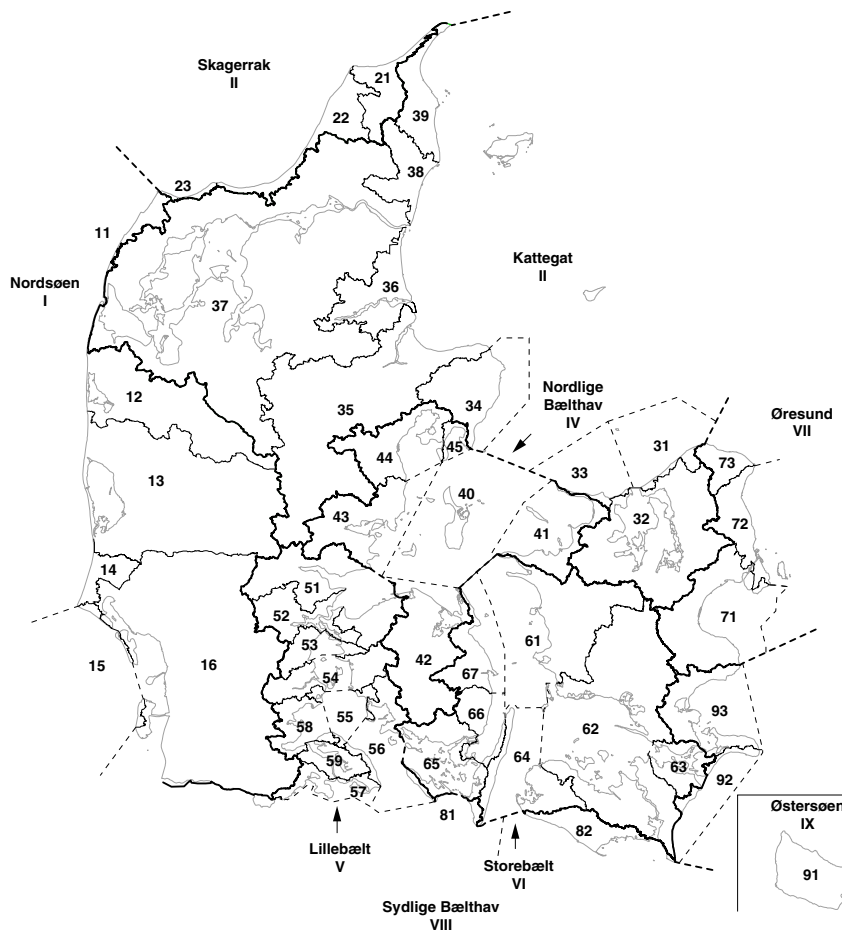 Skagerrak
II
21
22
39
38
23
11
Nordsøen
I
Kattegat
II
36
37
12
35
34
Nordlige
Bælthav
IV
Øresund
VII
31
33
73
44
45
13
40
43
41
32
72
14
51
52
42
61
71
15
16
53
54
67
58
55
66
62
93
56
59
65
64
63
92
57
81
82
Lillebælt
V
Storebælt
VI
Sydlige Bælthav
VIII
Østersøen
IX
91